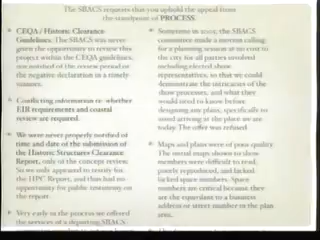 The SBACS requests that you uphold the appeal from
the standpoint of PROCESS.
CEQA / Historic Clearance
Guidelines. The SBACS was never
given the opportunity to review this
project within the CEQA guidelines,
was notified of the review period or
the negative declaration in a timely
manner.
Conflicting information re: whether
EIR requirements and coastal
review are required.
We were never properly notified of
time and date of the submission of
the Historic Structures Clearance
Report, only of the concept review.
So we only appeared to testify for
the HPC Report, and thus had no
opportunity for public testimony on
the report.
Very early in the process we offered
the services of a departing SBACS
Sometime in the SBACS
committee made a motion calling
for a planning session at no cost to
the city for all parties involved
including elected show
representatives, so that we could
demonstrate the intricacies of the
show processes, and what they
would need to know before
designing any plans, specifically to
avoid arriving at the place we are
today. The offer was refused
Maps and plans were of poor quality.
The initial maps shown to show
members were difficult to read,
poorly reproduced, and lacked
lacked space numbers. Space
numbers are critical because they
are the equivalent to a business
address or street number in the plan
area.